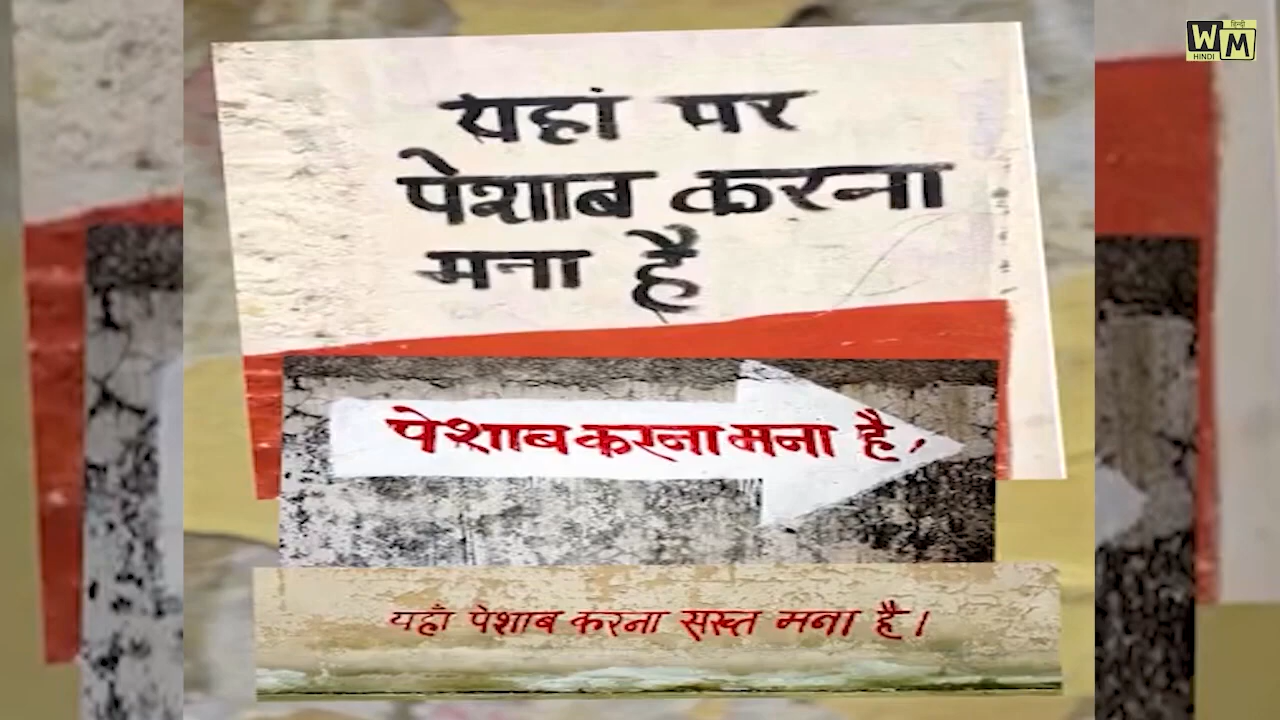 हिन्दी
WM
HINDI
यहां पर
पेशाब करना
मना है
पेशाब करना मना है।
यहाँ पेशाब करना सख्त मना है।